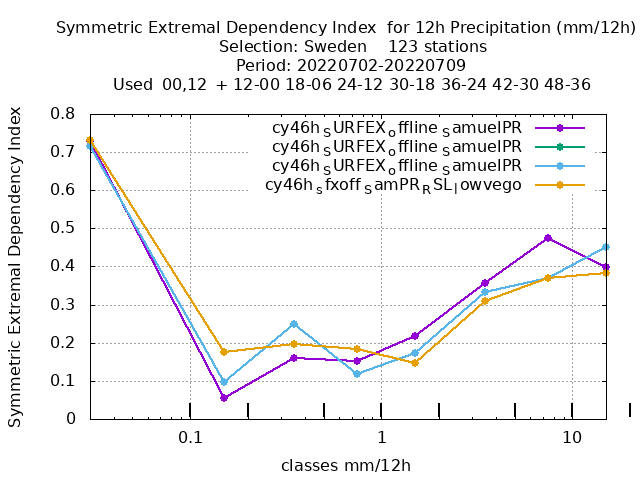 Symmetric Extremal Dependency Index for 12h Precipitation (mm/12h)
Selection: Sweden 123 stations
Period: 20220702-20220709
Used 00,12 + 12-00 18-06 24-12 30-18 36-24 42-30 48-36
Symmetric Extremal Dependency Index
0.8
0.7
0.6
0.5
0.4
0.3
0.2
0.1
0
cy46h_SURFEX_offline_SamuelPR
cy46h_SURFEX_offline_SamuelPR
cy46h_SURFEX_offline_SamuelPR
cy46h_sfxoff_SamPR_RSL_lowvego
0.1 1 10
classes mm/12h